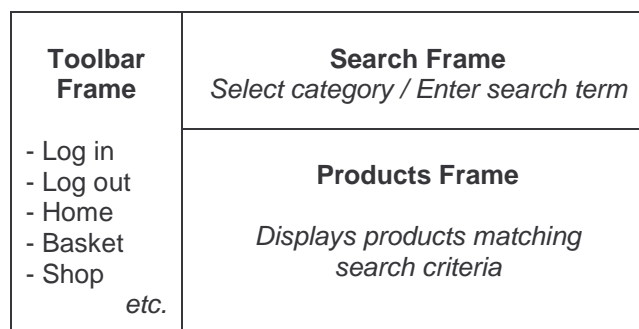 Toolbar
Frame
- Log in
- Log out
- Home
- Basket
- Shop
etc.
Search Frame
Select category / Enter search term
Products Frame
Displays products matching
search criteria